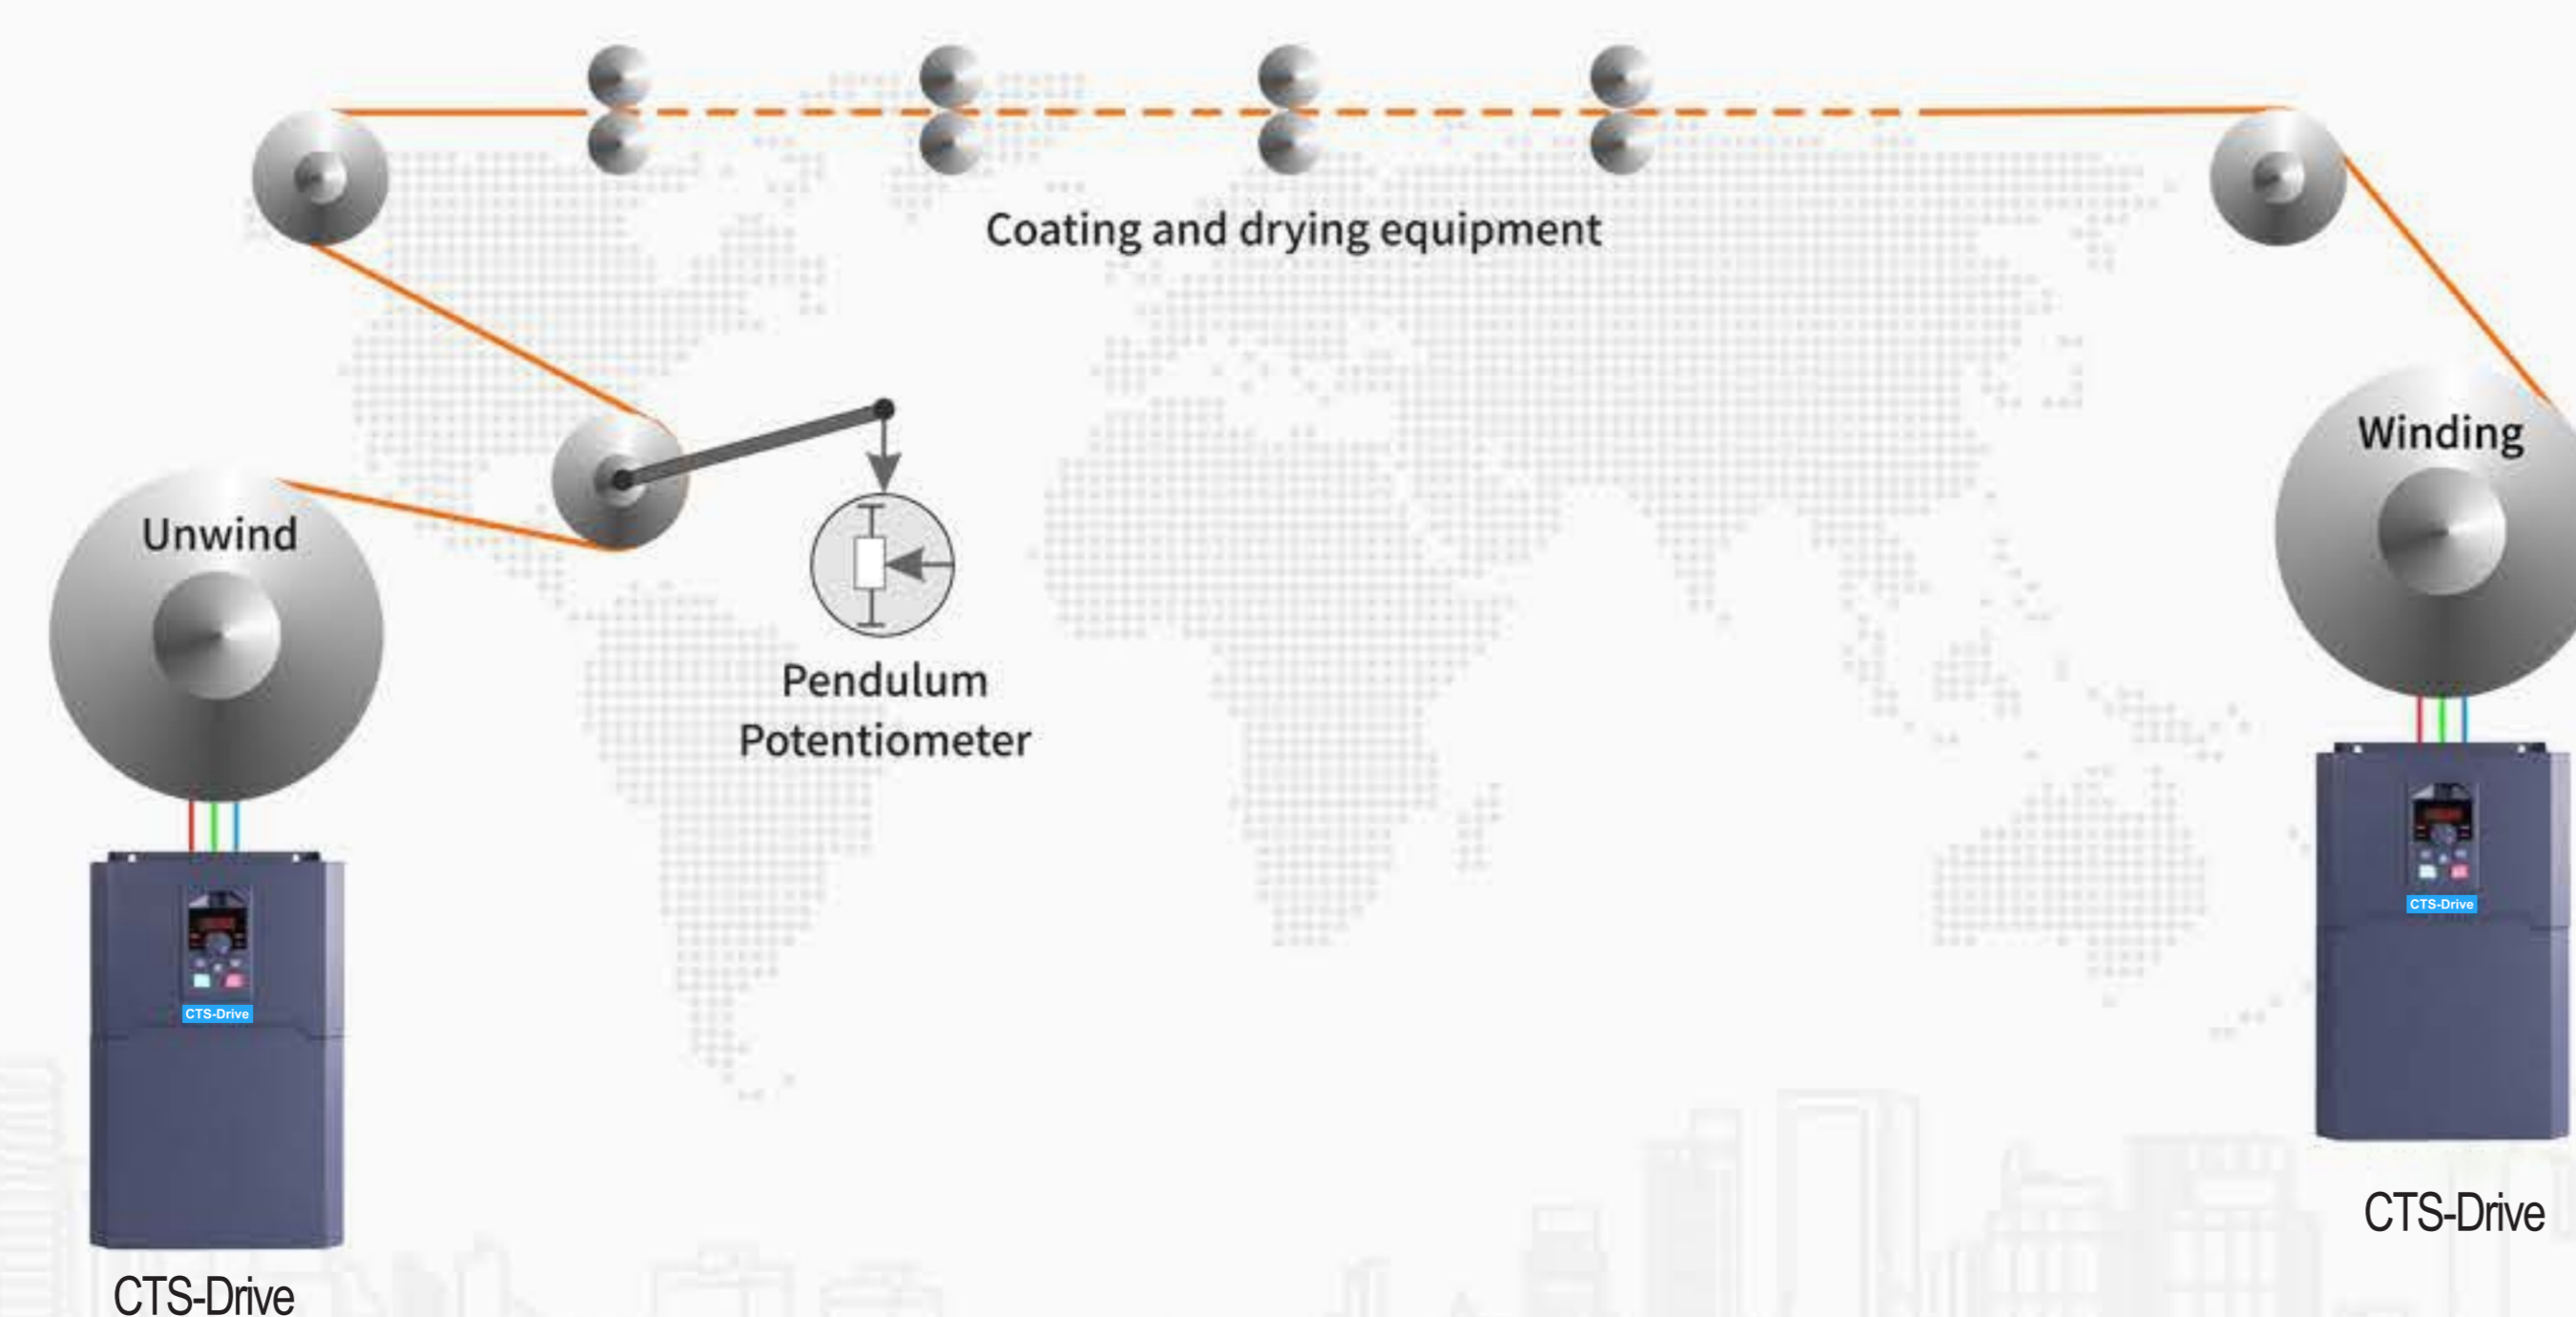 Coating and drying equipment
Unwind
Winding
Pendulum
Potentiometer
CTS-Drive
CTS-Drive
CTS-Drive
CTS-Drive